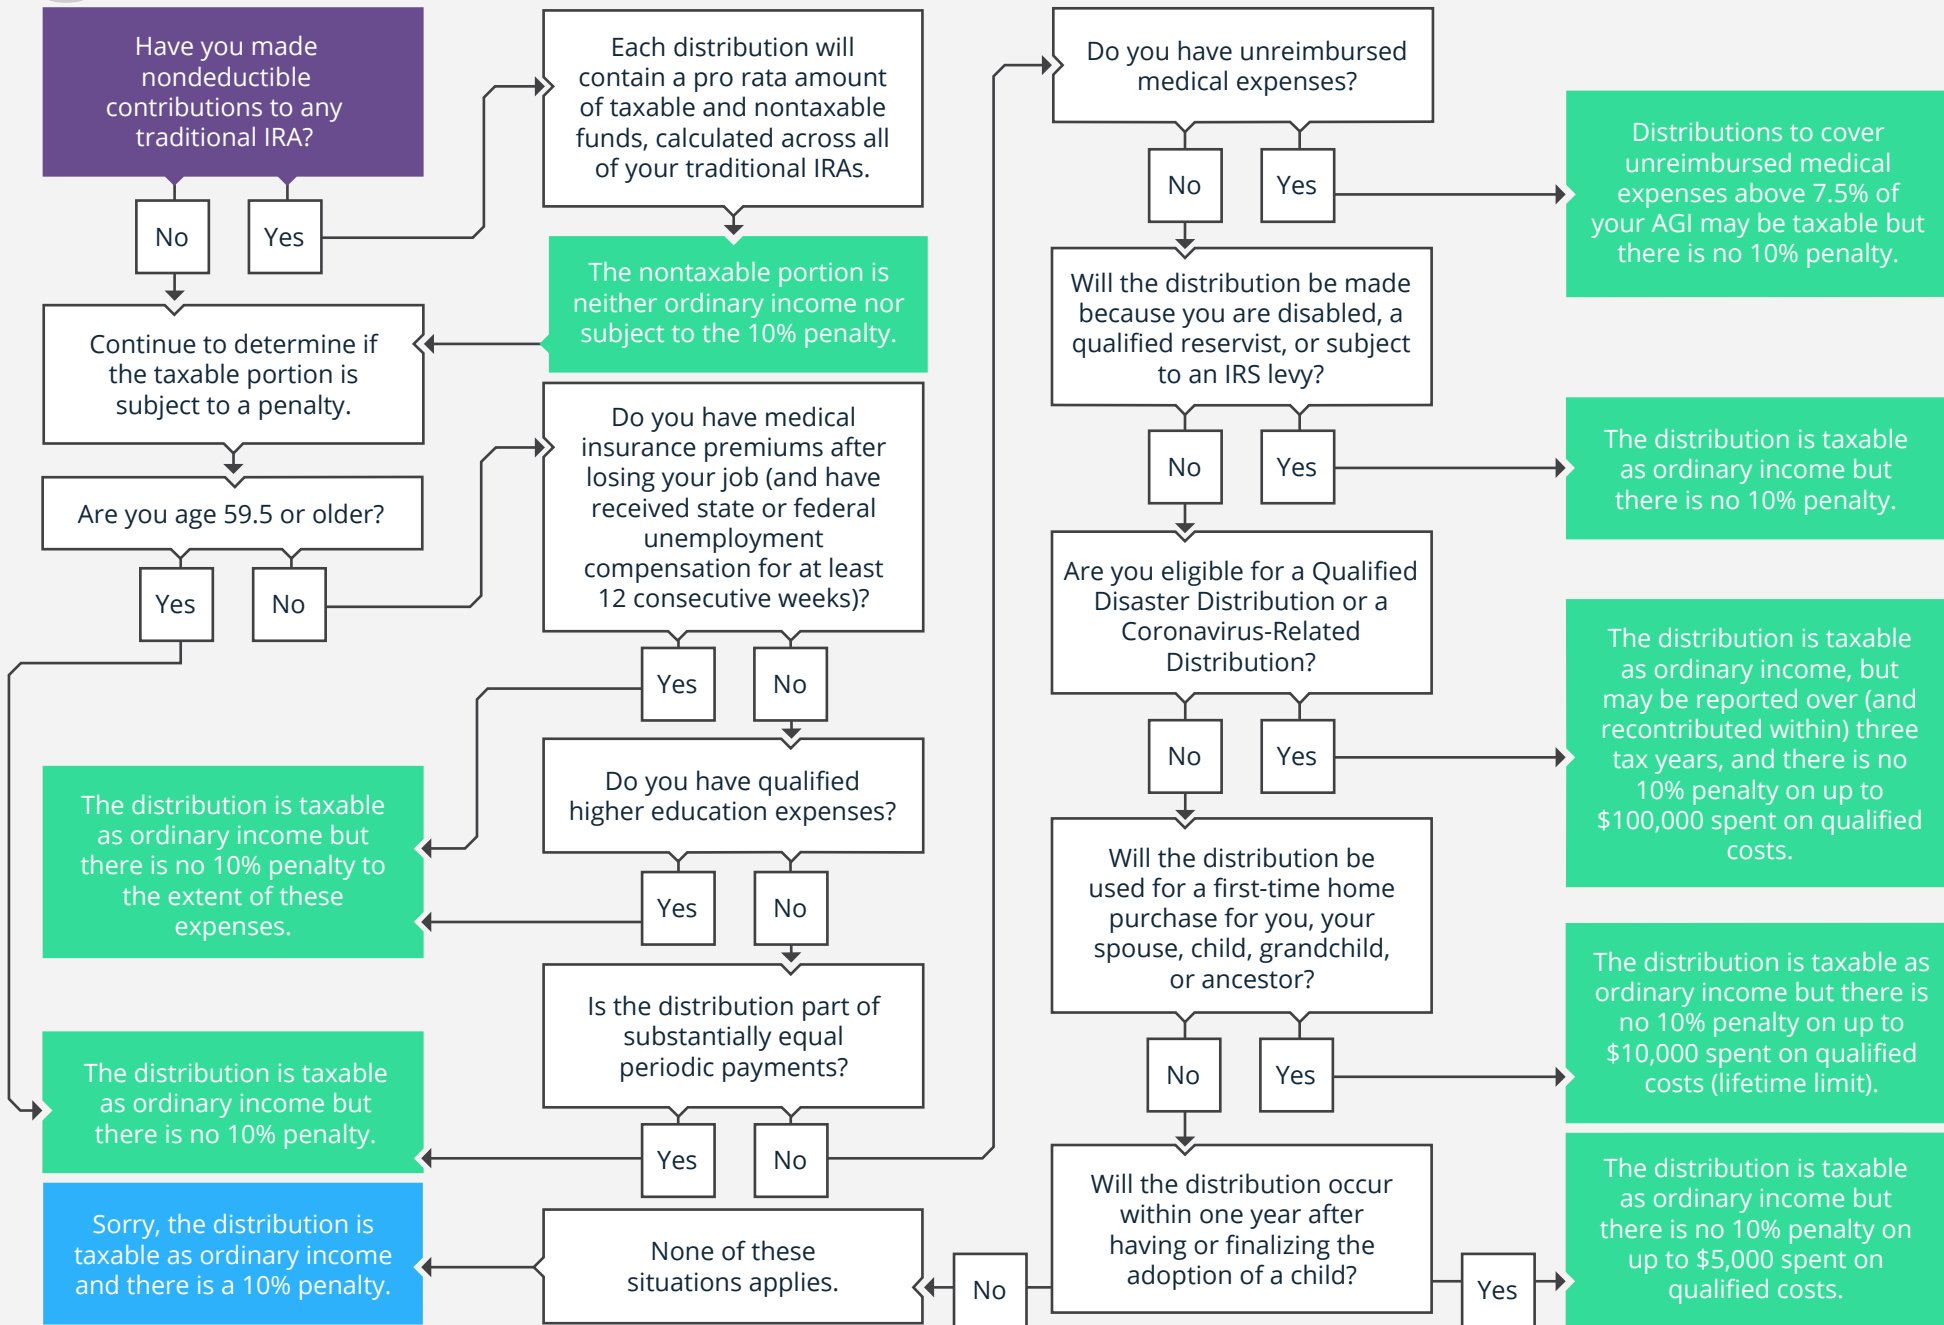 Have you made
nondeductible
contributions to any
traditional IRA?
No
Yes
Each distribution will
contain a pro rata amount
of taxable and nontaxable
funds, calculated across all
of your traditional IRAs.
The nontaxable portion is
neither ordinary income nor
subject to the 10% penalty.
Continue to determine if
the taxable portion is
subject to a penalty.
Are you age 59.5 or older?
Yes
No
Do you have medical
insurance premiums after
losing your job (and have
received state or federal
unemployment
compensation for at least
12 consecutive weeks)?
Yes
No
Do you have qualified
higher education expenses?
Yes
No
The distribution is taxable
as ordinary income but
there is no 10% penalty to
the extent of these
expenses.
Is the distribution part of
substantially equal
periodic payments?
Yes
No
The distribution is taxable
as ordinary income but
there is no 10% penalty.
Sorry, the distribution is
taxable as ordinary income
and there is a 10% penalty.
None of these
situations applies.
Do you have unreimbursed
medical expenses?
No
Yes
Distributions to cover
unreimbursed medical
expenses above 7.5% of
your AGI may be taxable but
there is no 10% penalty.
Will the distribution be made
because you are disabled, a
qualified reservist, or subject
to an IRS levy?
No
Yes
The distribution is taxable
as ordinary income but
there is no 10% penalty.
Are you eligible for a Qualified
Disaster Distribution or a
Coronavirus-Related
Distribution?
No
Yes
The distribution is taxable
as ordinary income, but
may be reported over (and
recontributed within) three
tax years, and there is no
10% penalty on up to
$100,000 spent on qualified
costs.
Will the distribution be
used for a first-time home
purchase for you, your
spouse, child, grandchild,
or ancestor?
No
Yes
The distribution is taxable as
ordinary income but there is
no 10% penalty on up to
$10,000 spent on qualified
costs (lifetime limit).
Will the distribution occur
within one year after
having or finalizing the
adoption of a child?
No
Yes
The distribution is taxable
as ordinary income but
there is no 10% penalty on
up to $5,000 spent on
qualified costs.